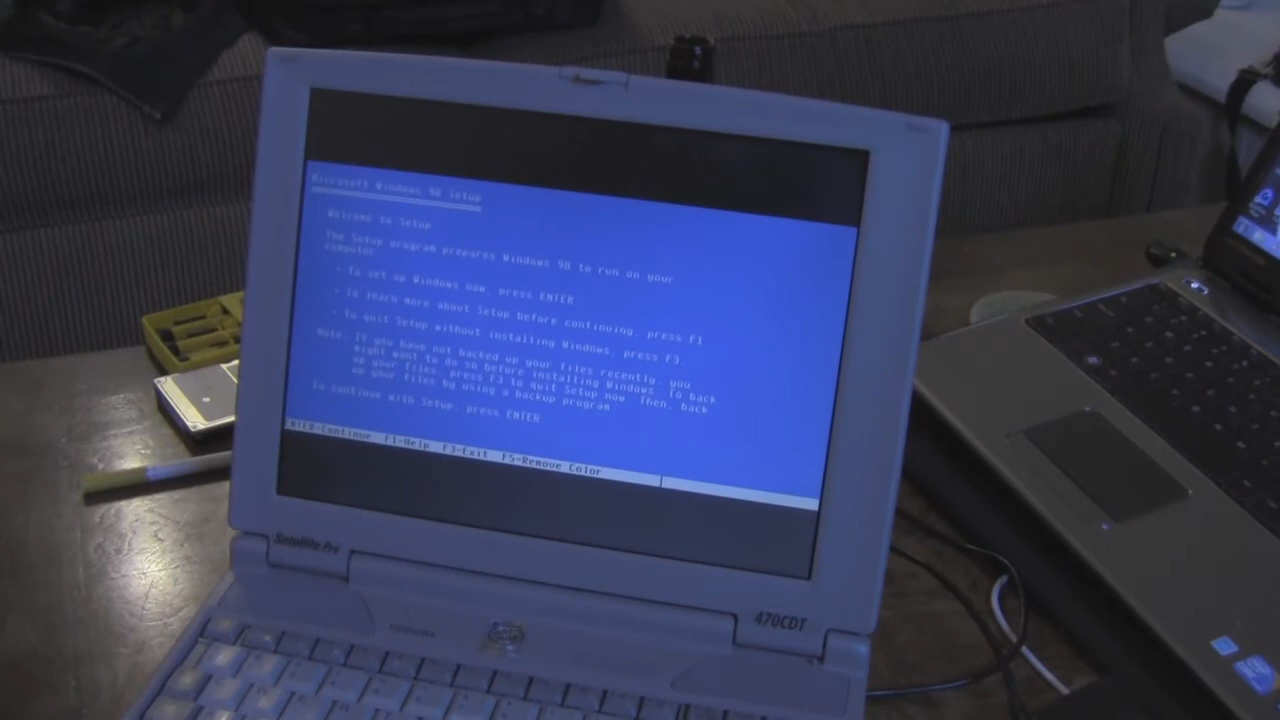 Microsoft Windows 98 Setup
Welcome to Setup
The Setup program prepares Windows 98 to run on your
computer.
• To set up Windows now, press ENTER
• To learn more about Setup before continuing, press F1
• To quit Setup without installing Windows, press F3
Note: If you have not backed up your files recently, you
might want to do so before installing Windows. To back
up your files, press F3 to quit Setup now. Then, back
up your files by using a backup program
To continue with Setup, press ENTER
ENTER=Continue F1=Help F3=Exit F5=Remove Color
Satellite Pro
470CDT
TOSHIBA